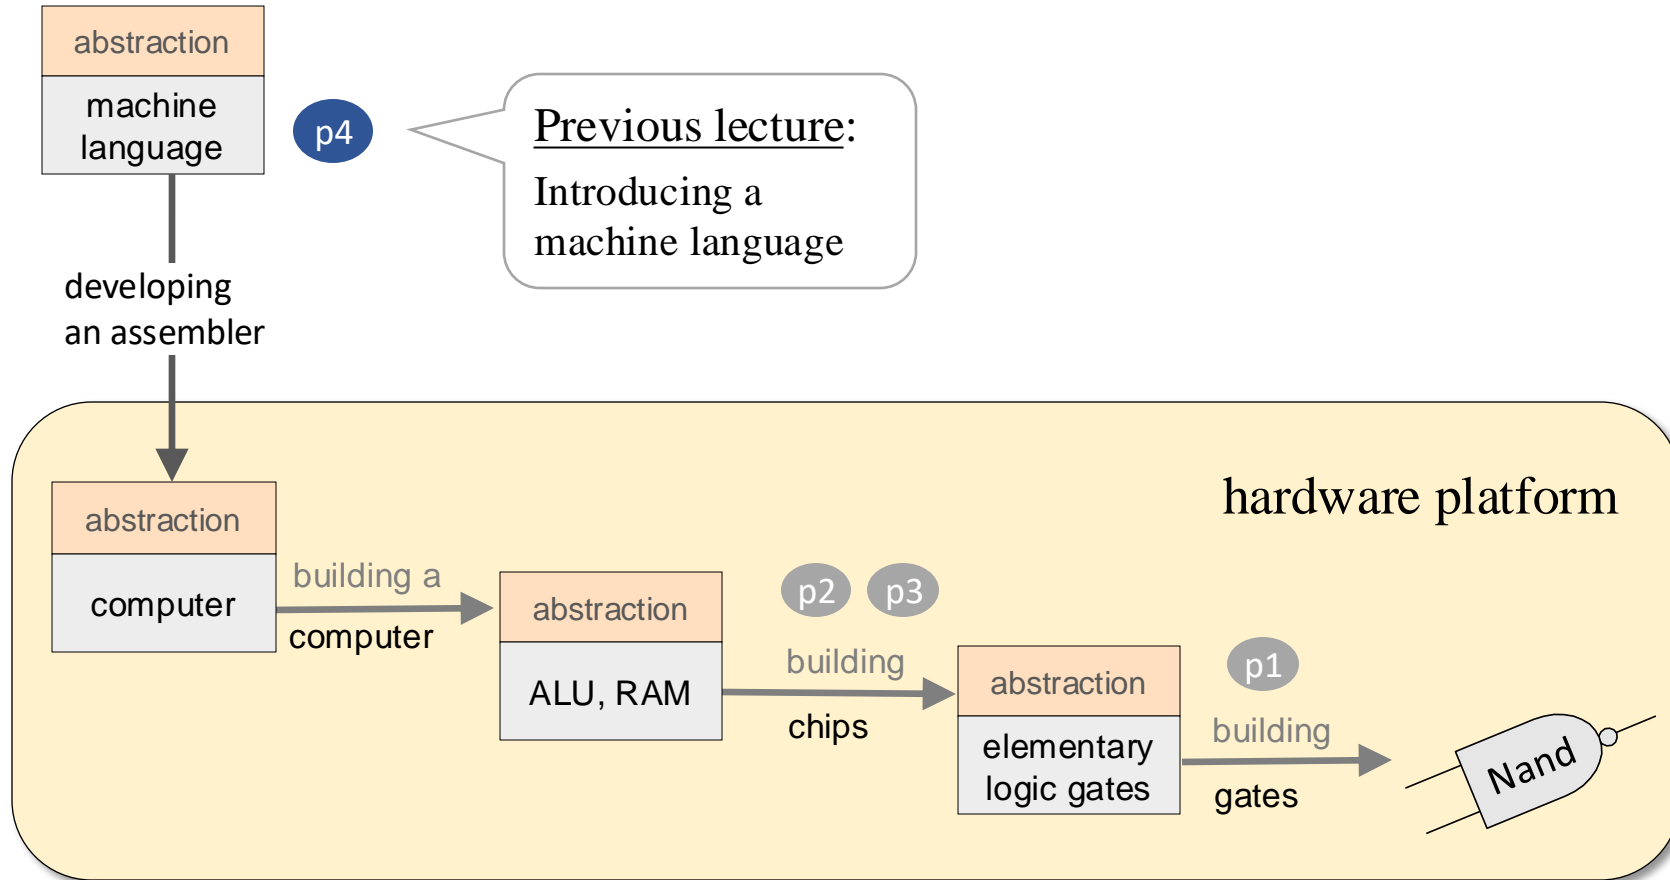 abstraction
machine
language
p4
Previous lecture:
Introducing a
machine language
developing
an assembler
hardware platform
abstraction
computer
building a
computer
abstraction
ALU, RAM
p2 p3
building
chips
abstraction
elementary
logic gates
p1
building
gates
Nand